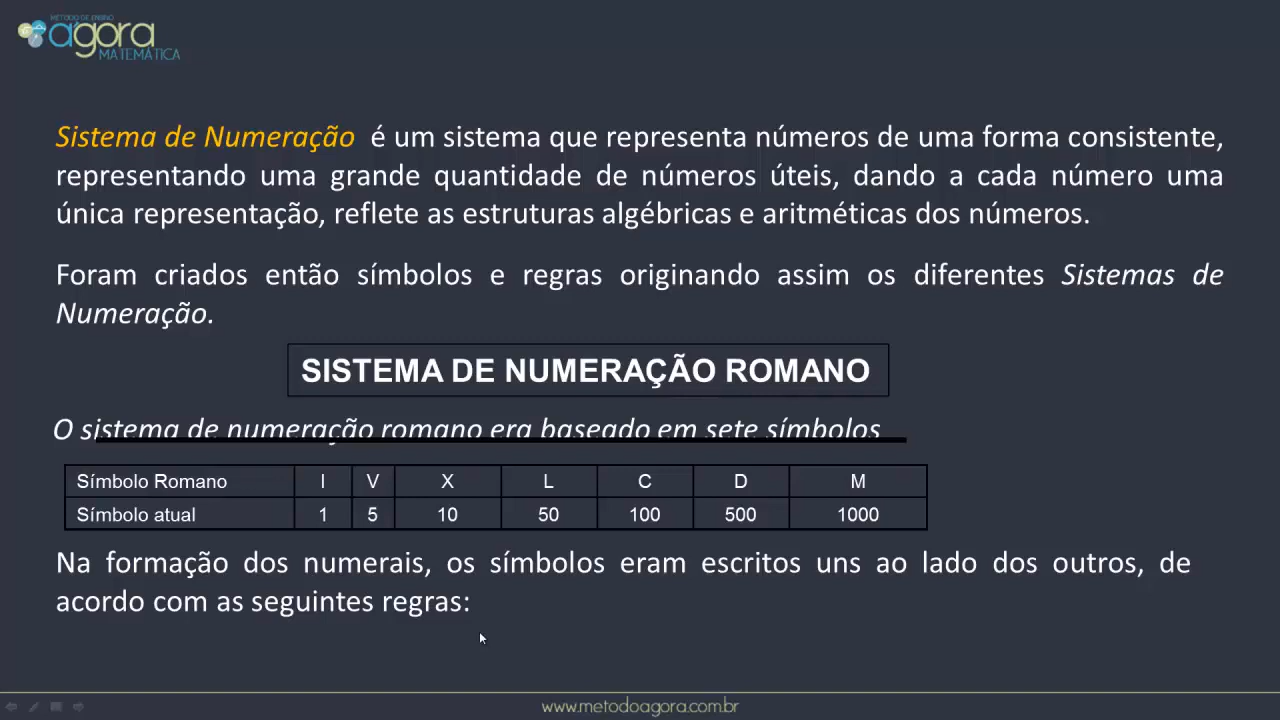 MÉTODO DE ENSINO
agora
MATEMÁTICA
Sistema de Numeração é um sistema que representa números de uma forma consistente,
representando uma grande quantidade de números úteis, dando a cada número uma
única representação, reflete as estruturas algébricas e aritméticas dos números.
Foram criados então símbolos e regras originando assim os diferentes Sistemas de
Numeração.
SISTEMA DE NUMERAÇÃO ROMANO
O sistema de numeração romano era baseado em sete símbolos
Símbolo Romano I V X L C D M
Símbolo atual 1 5 10 50 100 500 1000
Na formação dos numerais, os símbolos eram escritos uns ao lado dos outros, de
acordo com as seguintes regras:
www.metodoagora.com.br